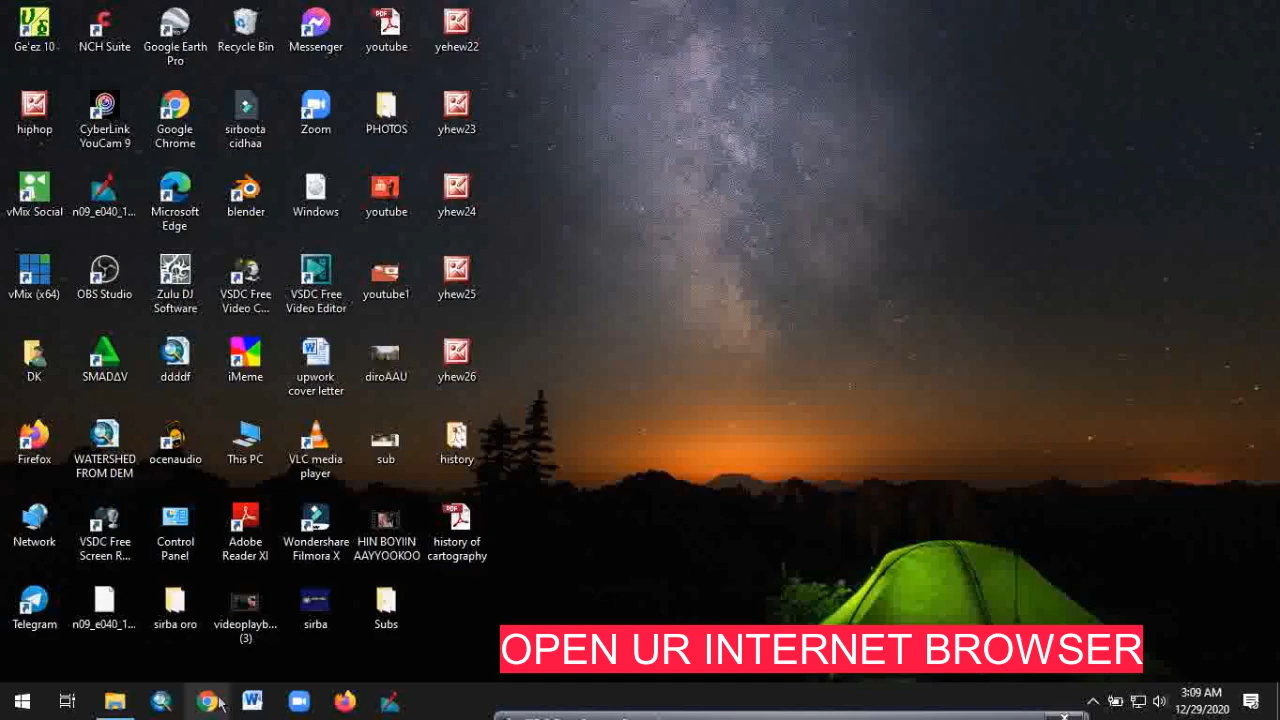 Ge'ez 10
NCH Suite
Google Earth
Pro
Recycle Bin
Messenger
youtube
yehew22
hiphop
CyberLink
YouCam 9
Google
Chrome
sirboota
cidhaa
Zoom
PHOTOS
yhew23
vMix Social
n09_e040_1...
Microsoft
Edge
blender
Windows
youtube
yhew24
vMix (x64)
OBS Studio
Zulu DJ
Software
VSDC Free
Video C...
VSDC Free
Video Editor
youtube1
yhew25
DK
SMADΔV
ddddf
iMeme
upwork
cover letter
diroAAU
yhew26
Firefox
WATERSHED
FROM DEM
ocenaudio
This PC
VLC media
player
sub
history
Network
VSDC Free
Screen R...
Control
Panel
Adobe
Reader XI
Wondershare
Filmora X
HIN BOYIIN
AAYYOOKOO
history of
cartography
Telegram
n09_e040_1...
sirba oro
videoplayb...
(3)
sirba
Subs
OPEN UR INTERNET BROWSER
3:09 AM
12/29/2020